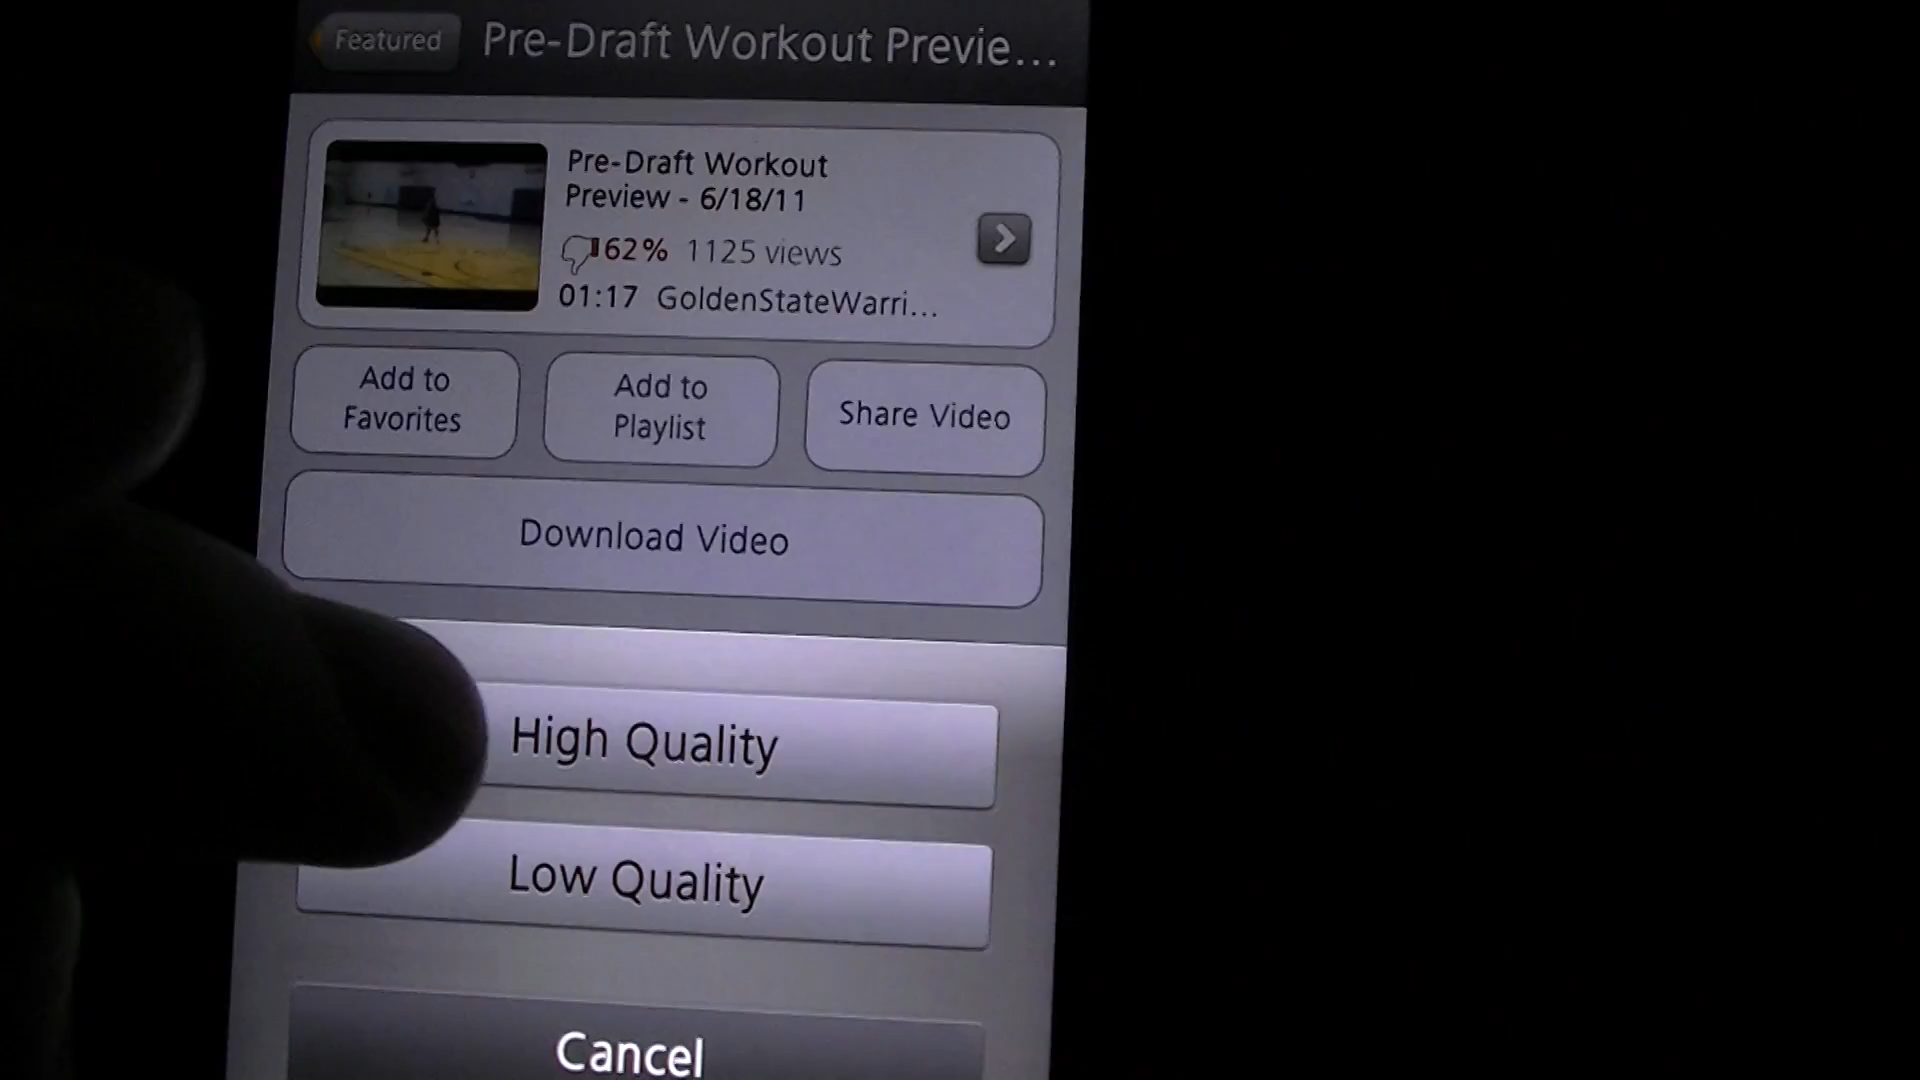 Featured
Pre-Draft Workout Previe...
Pre-Draft Workout
Preview - 6/18/11
62% 1125 views
01:17 GoldenStateWarri...
Add to
Favorites
Add to
Playlist
Share Video
Download Video
High Quality
Low Quality
Cancel